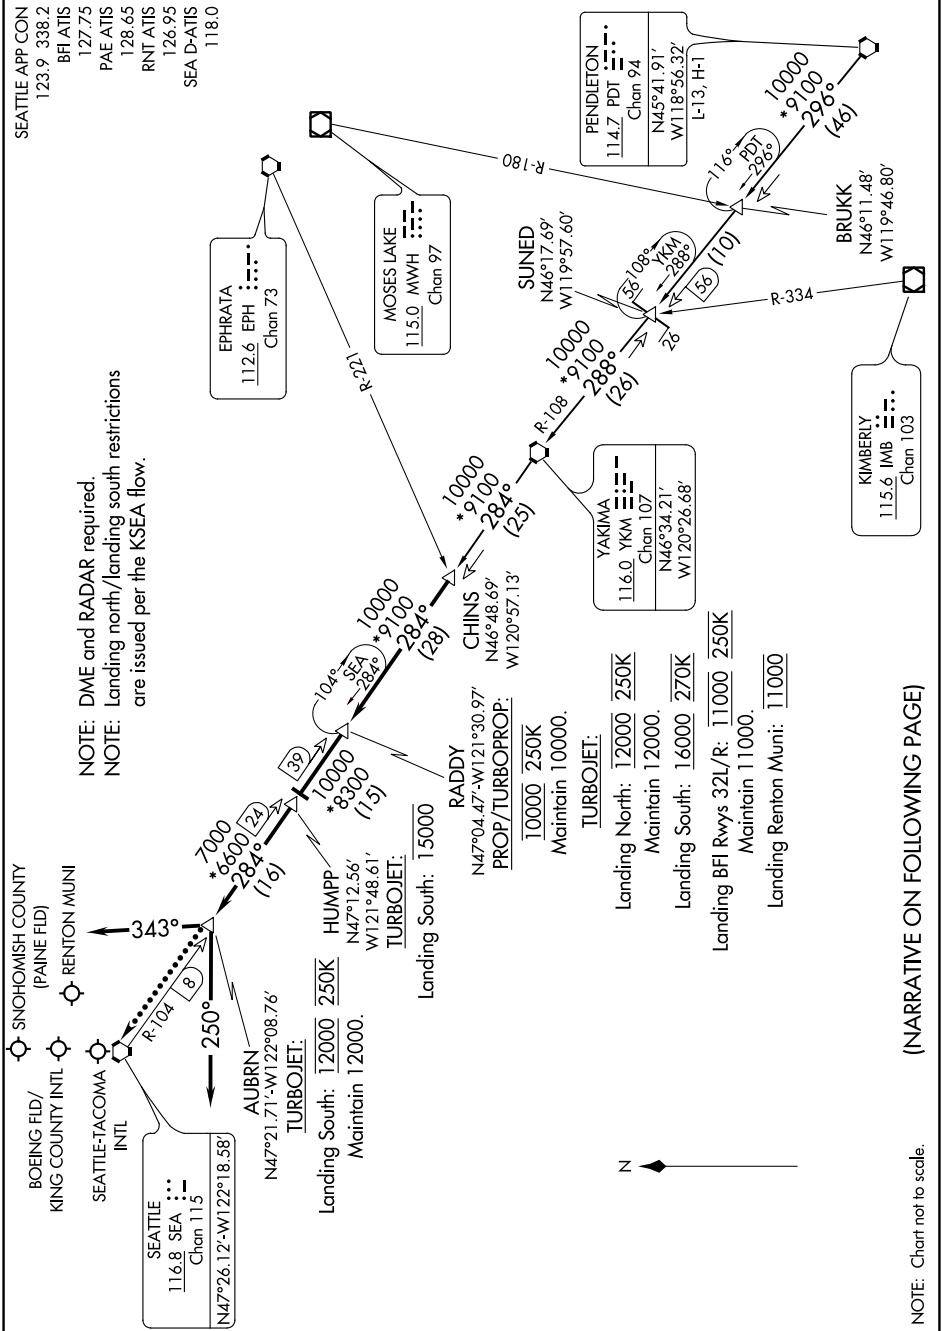 SEATTLE APP CON
123.9 338.2
BFI ATIS
127.75
PAE ATIS
128.65
RNT ATIS
126.95
SEA D-ATIS
118.0
NOTE: DME and RADAR required.
NOTE: Landing north/landing south restrictions
are issued per the KSEA flow.
BOEING FLD/
KING COUNTY INTL
SNOHOMISH COUNTY
(PAINE FLD)
RENTON MUNI
SEATTLE-TACOMA
INTL
SEATTLE
116.8 SEA
Chan 115
N47°26.12'-W122°18.58'
R-104
8
343°
250°
AUBRN
N47°21.71'-W122°08.76'
TURBOJET:
Landing South: 12000 250K
Maintain 12000.
7000
*6600
284°
(16)
24
HUMPP
N47°12.56'
W121°48.61'
TURBOJET:
Landing South: 15000
39
10000
*8300
(15)
104°
SEA
284°
RADDY
N47°04.47'-W121°30.97'
PROP/TURBOPROP:
10000 250K
Maintain 10000.
TURBOJET:
Landing North: 12000 250K
Maintain 12000.
Landing South: 16000 270K
Landing BFI Rwys 32L/R: 11000 250K
Maintain 11000.
Landing Renton Muni: 11000
10000
*9100
284°
(28)
CHINS
N46°48.69'
W120°57.13'
EPHRATA
112.6 EPH
Chan 73
R-221
10000
*9100
284°
(25)
YAKIMA
116.0 YKM
Chan 107
N46°34.21'
W120°26.68'
MOSES LAKE
115.0 MWH
Chan 97
R-180
R-108
10000
*9100
288°
(26)
SUNED
N46°17.69'
W119°57.60'
56
26
108°
YKM
288°
56
(10)
R-334
KIMBERLY
115.6 IMB
Chan 103
BRUKK
N46°11.48'
W119°46.80'
116°
PDT
296°
10000
*9100
296°
(46)
PENDLETON
114.7 PDT
Chan 94
N45°41.91'
W118°56.32'
L-13, H-1
N
(NARRATIVE ON FOLLOWING PAGE)
NOTE: Chart not to scale.